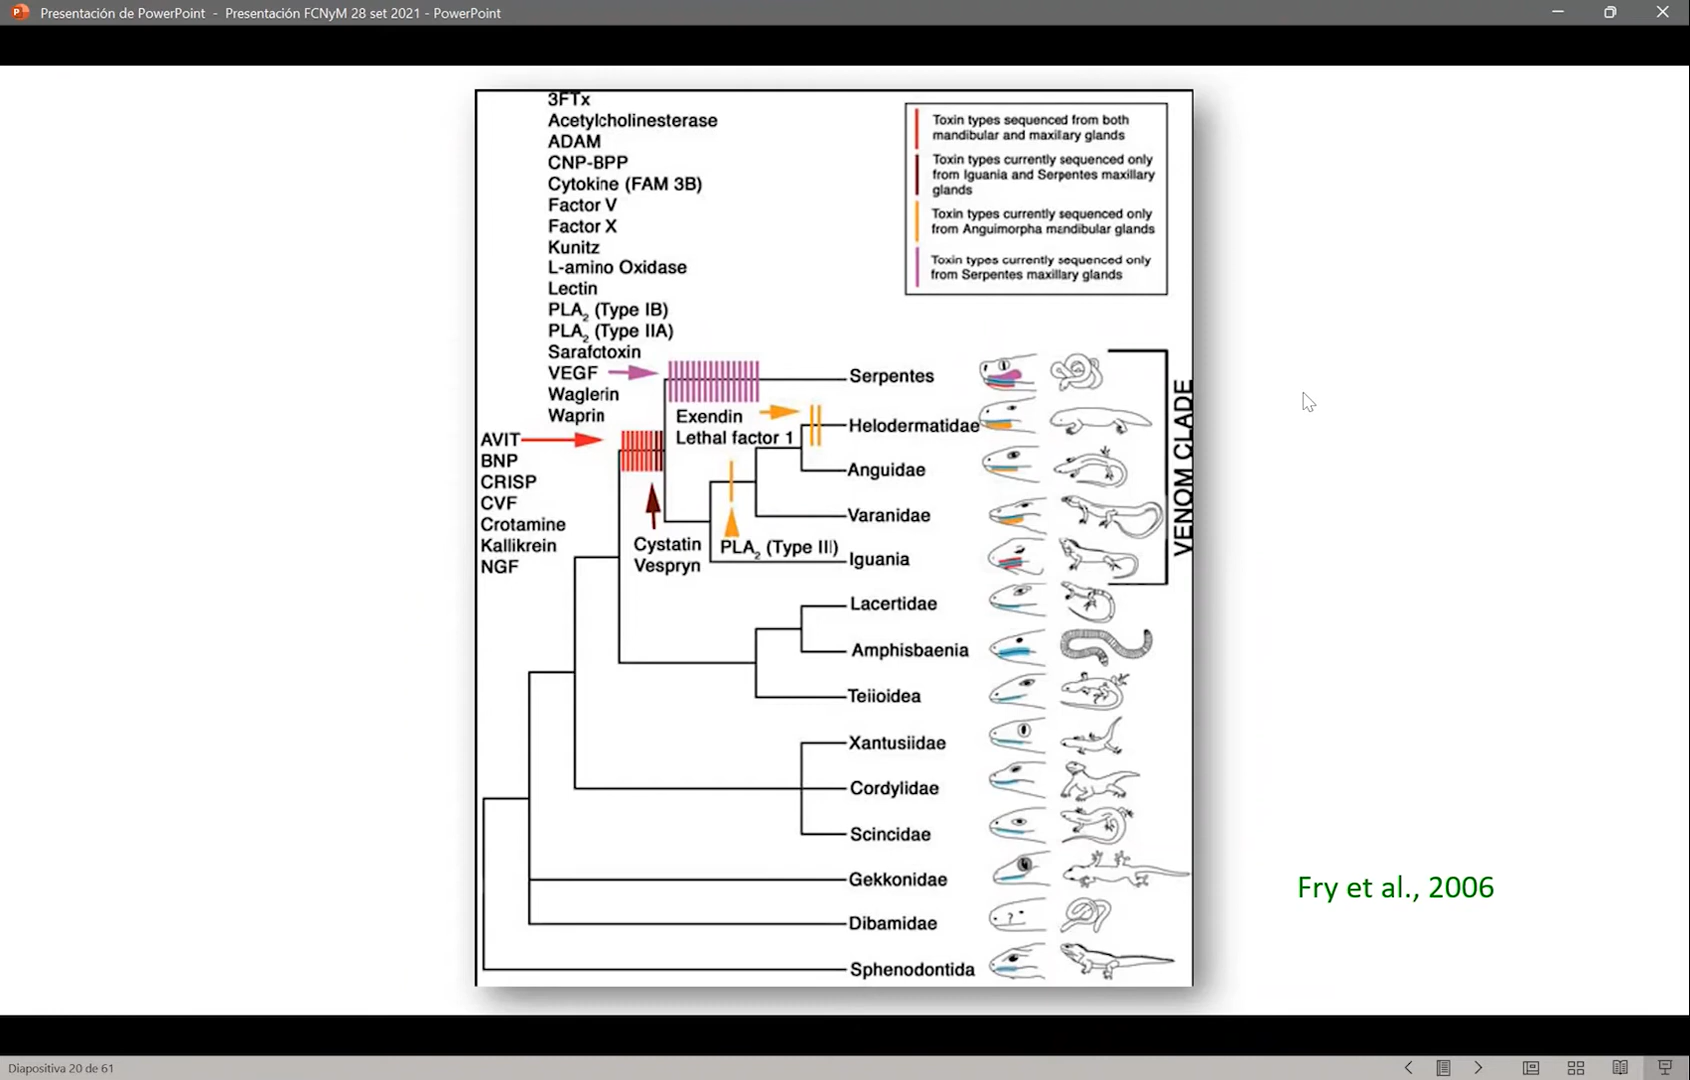 Presentación de PowerPoint - Presentación FCNyM 28 set 2021 - PowerPoint
3FTx
Acetylcholinesterase
ADAM
CNP-BPP
Cytokine (FAM 3B)
Factor V
Factor X
Kunitz
L-amino Oxidase
Lectin
PLA2 (Type IB)
PLA2 (Type IIA)
Sarafotoxin
VEGF
Waglerin
Waprin
AVIT
BNP
CRISP
CVF
Crotamine
Kallikrein
NGF
Toxin types sequenced from both
mandibular and maxillary glands
Toxin types currently sequenced only
from Iguania and Serpentes maxillary
glands
Toxin types currently sequenced only
from Anguimorpha mandibular glands
Toxin types currently sequenced only
from Serpentes maxillary glands
Exendin
Lethal factor 1
Cystatin
Vespryn
PLA2 (Type III)
Serpentes
Helodermatidae
Anguidae
Varanidae
Iguania
Lacertidae
Amphisbaenia
Teiioidea
Xantusiidae
Cordylidae
Scincidae
Gekkonidae
Dibamidae
?
Sphenodontida
VENOM CLADE
Fry et al., 2006
Diapositiva 20 de 61